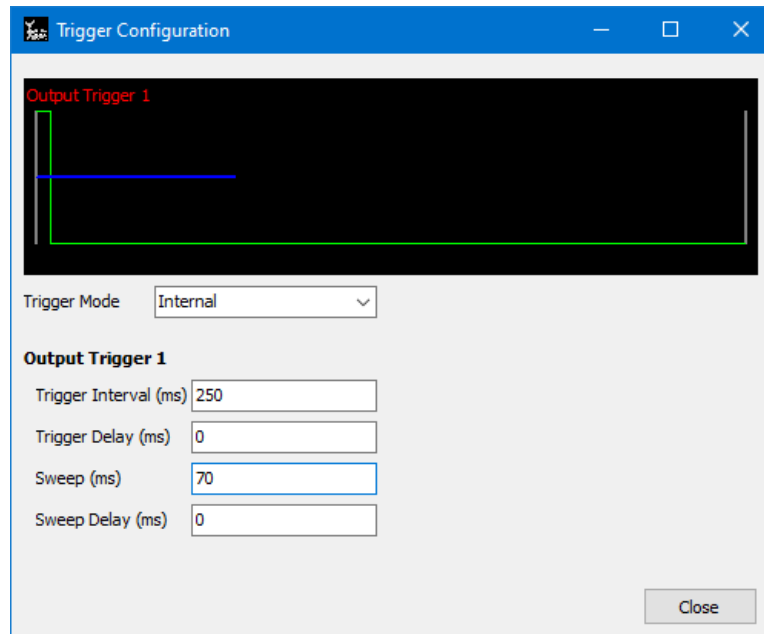 Trigger Configuration
Output Trigger 1
Trigger Mode Internal
Output Trigger 1
Trigger Interval (ms) 250
Trigger Delay (ms) 0
Sweep (ms) 70
Sweep Delay (ms) 0
Close